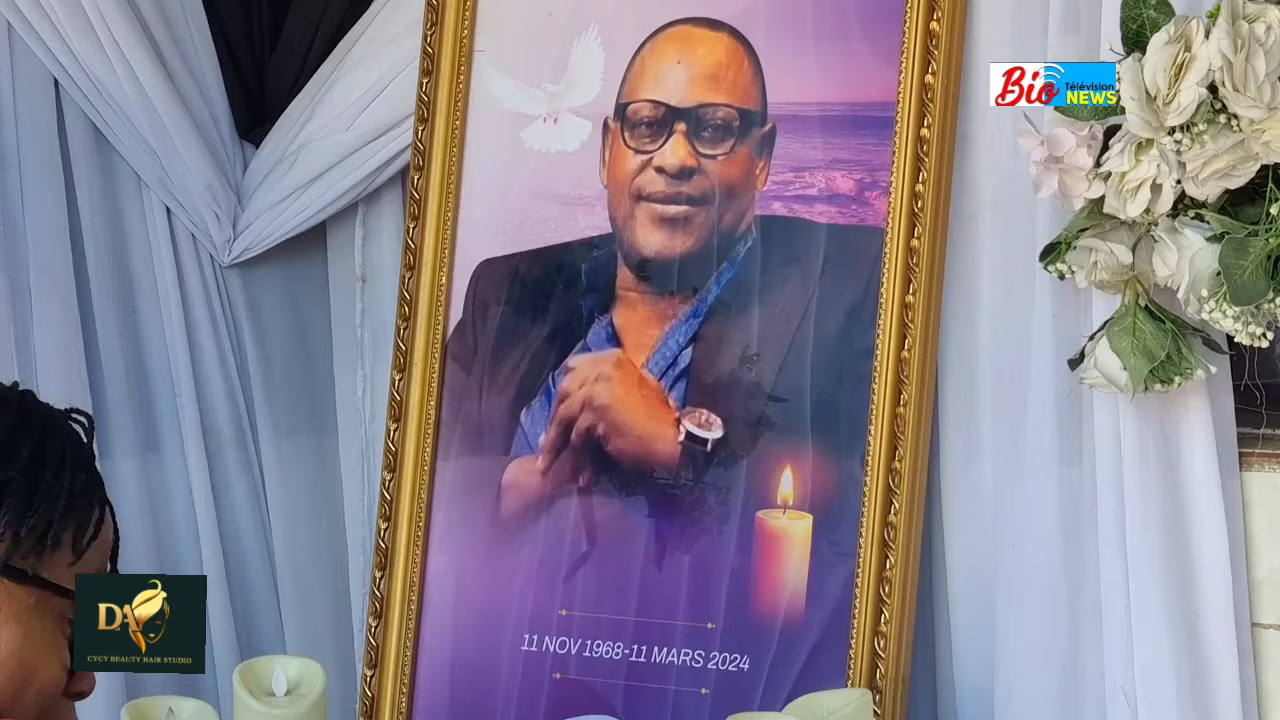 Bio Télévision
NEWS
DA
CYCY BEAUTY HAIR STUDIO
11 NOV 1968-11 MARS 2024